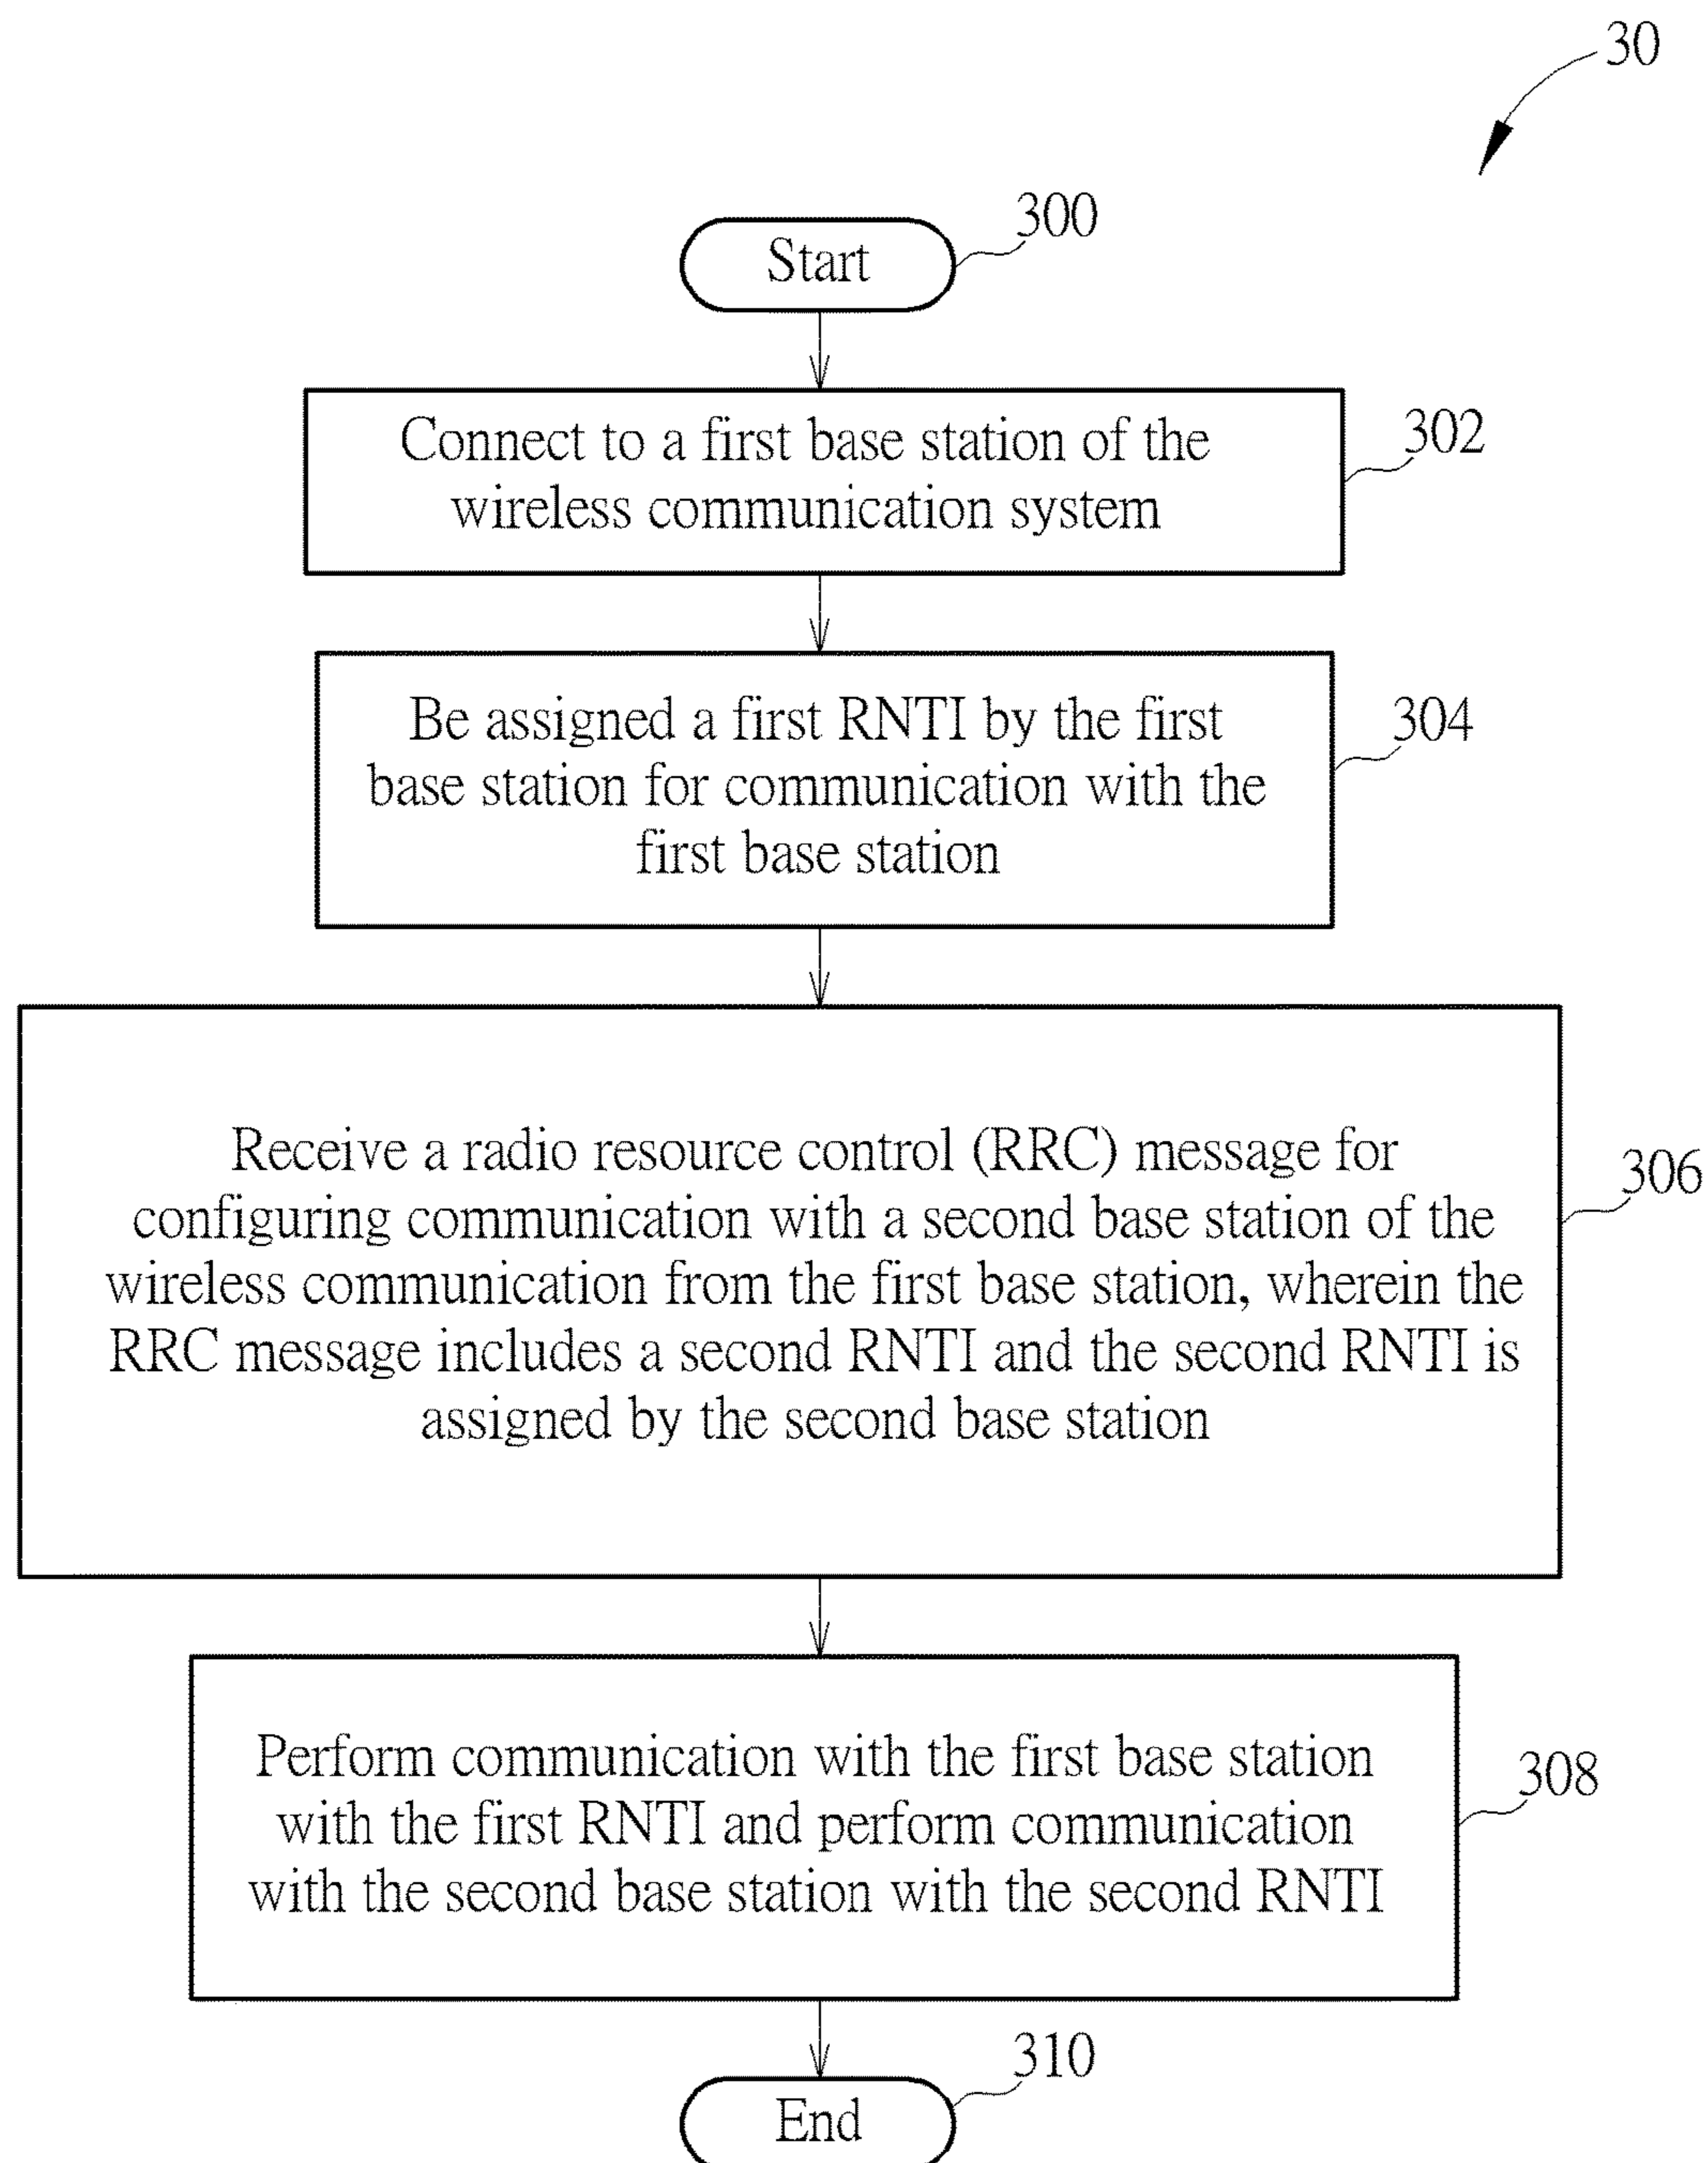 30
Start
300
Connect to a first base station of the
wireless communication system
302
Be assigned a first RNTI by the first
base station for communication with the
first base station
304
Receive a radio resource control (RRC) message for
configuring communication with a second base station of the
wireless communication from the first base station, wherein the
RRC message includes a second RNTI and the second RNTI is
assigned by the second base station
306
Perform communication with the first base station
with the first RNTI and perform communication
with the second base station with the second RNTI
308
End
310